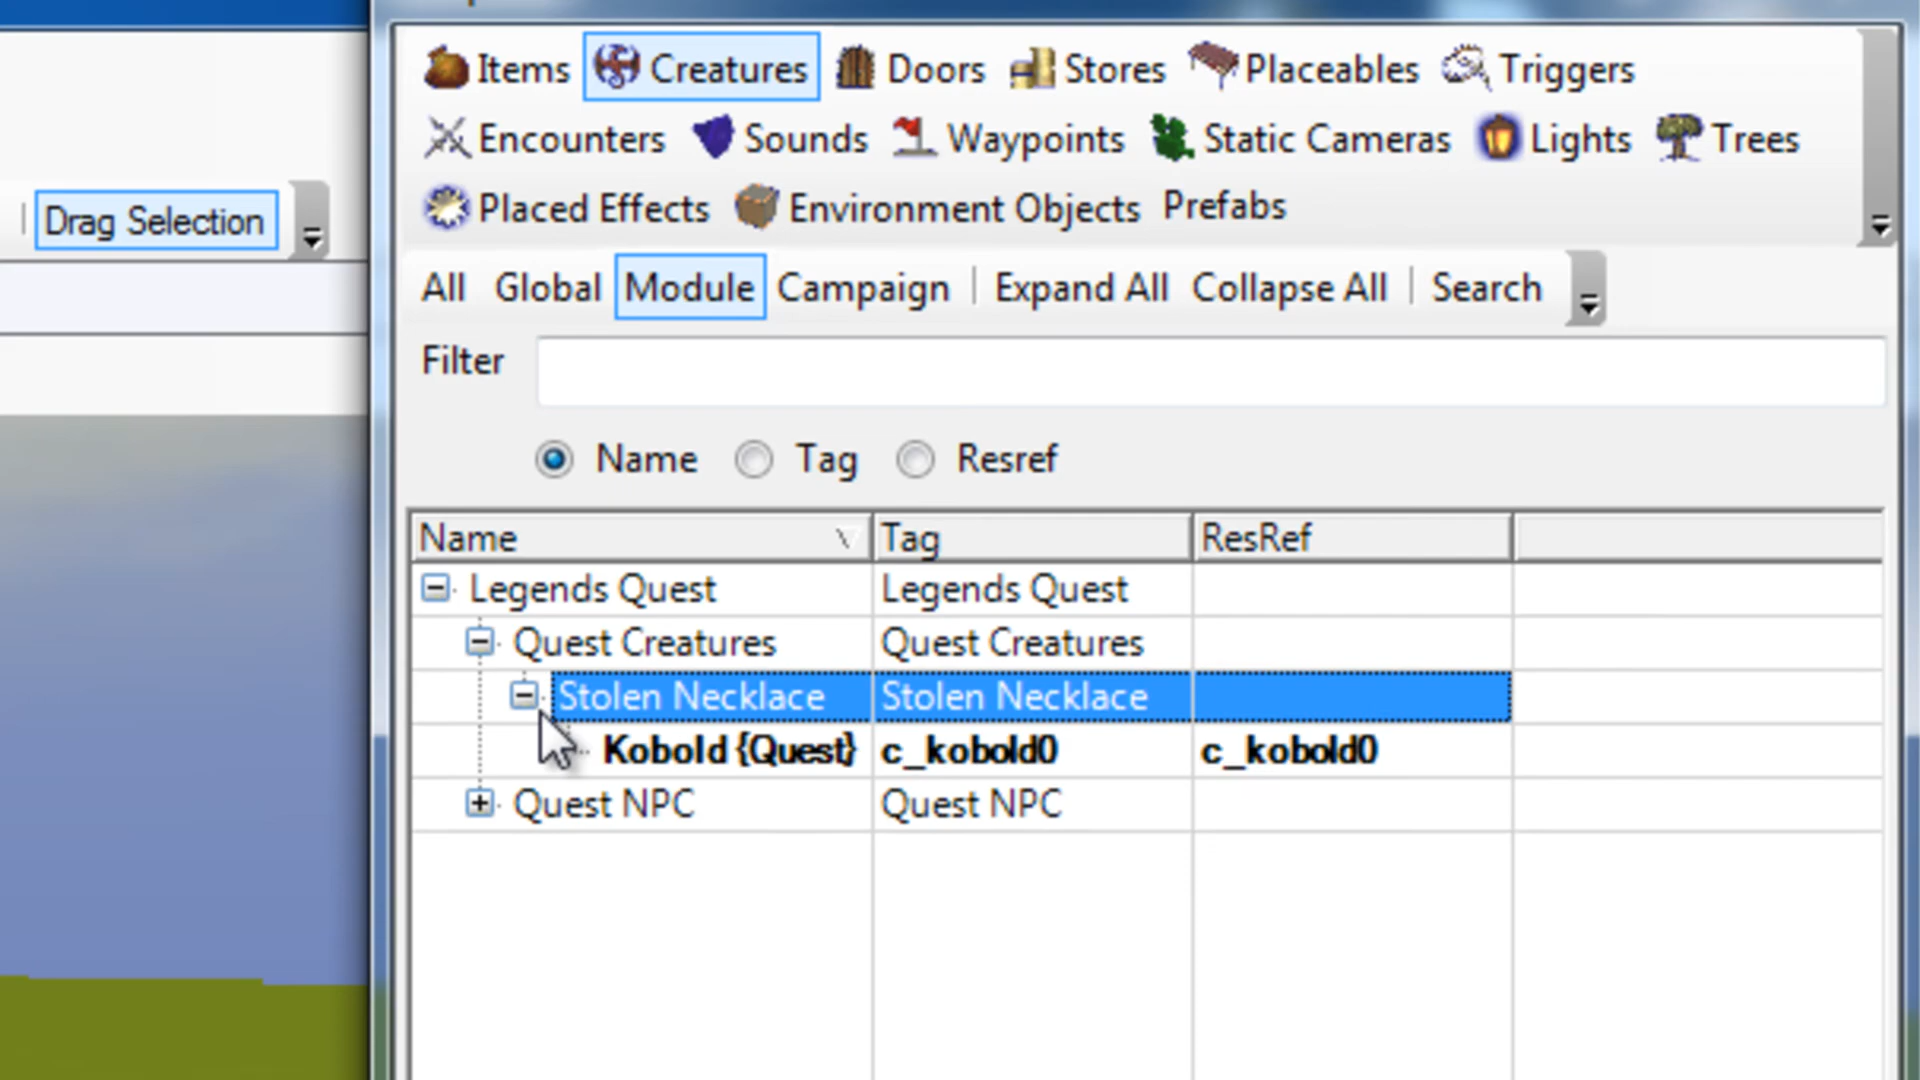 Items Creatures Doors Stores Placeables Triggers
Encounters Sounds Waypoints Static Cameras Lights Trees
Placed Effects Environment Objects Prefabs
Drag Selection
All Global Module Campaign Expand All Collapse All Search
Filter
Name Tag Resref
Name Tag ResRef
Legends Quest Legends Quest
Quest Creatures Quest Creatures
Stolen Necklace Stolen Necklace
Kobold {Quest} c_kobold0 c_kobold0
Quest NPC Quest NPC